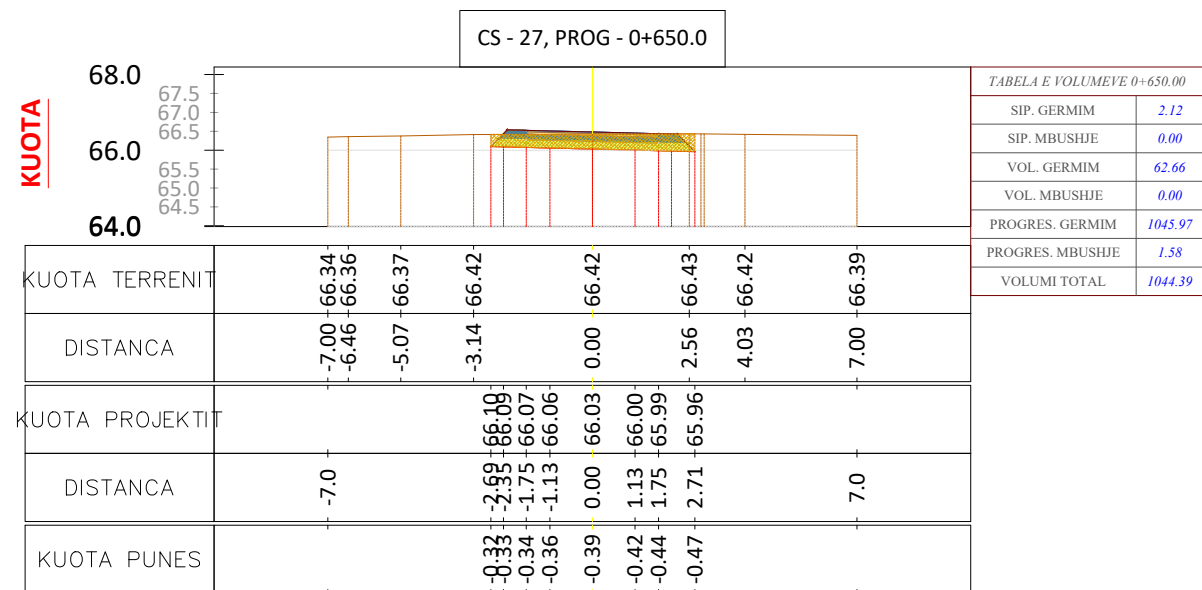 CS - 27, PROG - 0+650.0
KUOTA
68.0
67.5
67.0
66.5
66.0
65.5
65.0
64.5
64.0
TABELA E VOLUMEVE 0+650.00
SIP. GERMIM 2.12
SIP. MBUSHJE 0.00
VOL. GERMIM 62.66
VOL. MBUSHJE 0.00
PROGRES. GERMIM 1045.97
PROGRES. MBUSHJE 1.58
VOLUMI TOTAL 1044.39
KUOTA TERRENIT 66.34 66.36 66.37 66.42 66.42 66.43 66.42 66.39
DISTANCA -7.00 -6.46 -5.07 -3.14 0.00 2.56 4.03 7.00
KUOTA PROJEKTIT 66.10 66.09 66.07 66.06 66.03 66.00 65.99 65.96
DISTANCA -7.0 -2.69 -2.35 -1.75 -1.13 0.00 1.13 1.75 2.71 7.0
KUOTA PUNES -0.32 -0.33 -0.34 -0.36 -0.39 -0.42 -0.44 -0.47